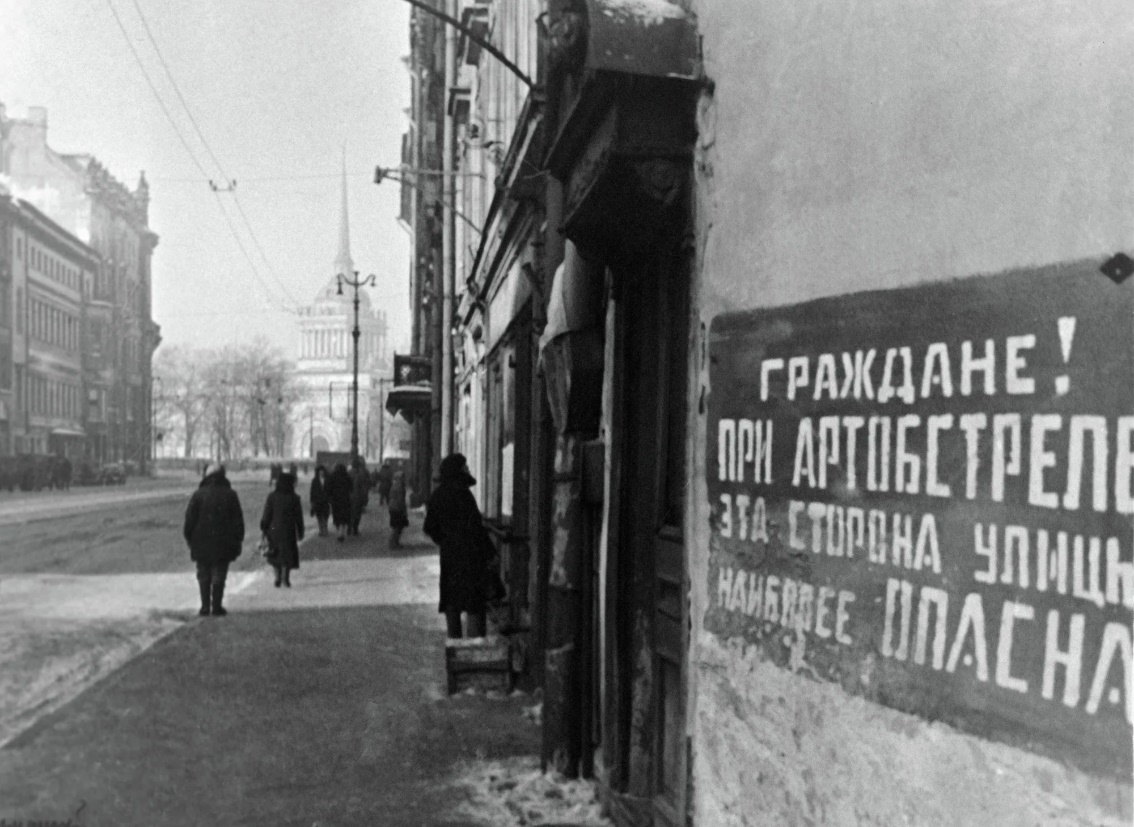 ГРАЖДАНЕ!
ПРИ АРТОБСТРЕЛЕ
ЭТА СТОРОНА УЛИЦЫ
НАИБОЛЕЕ ОПАСНА